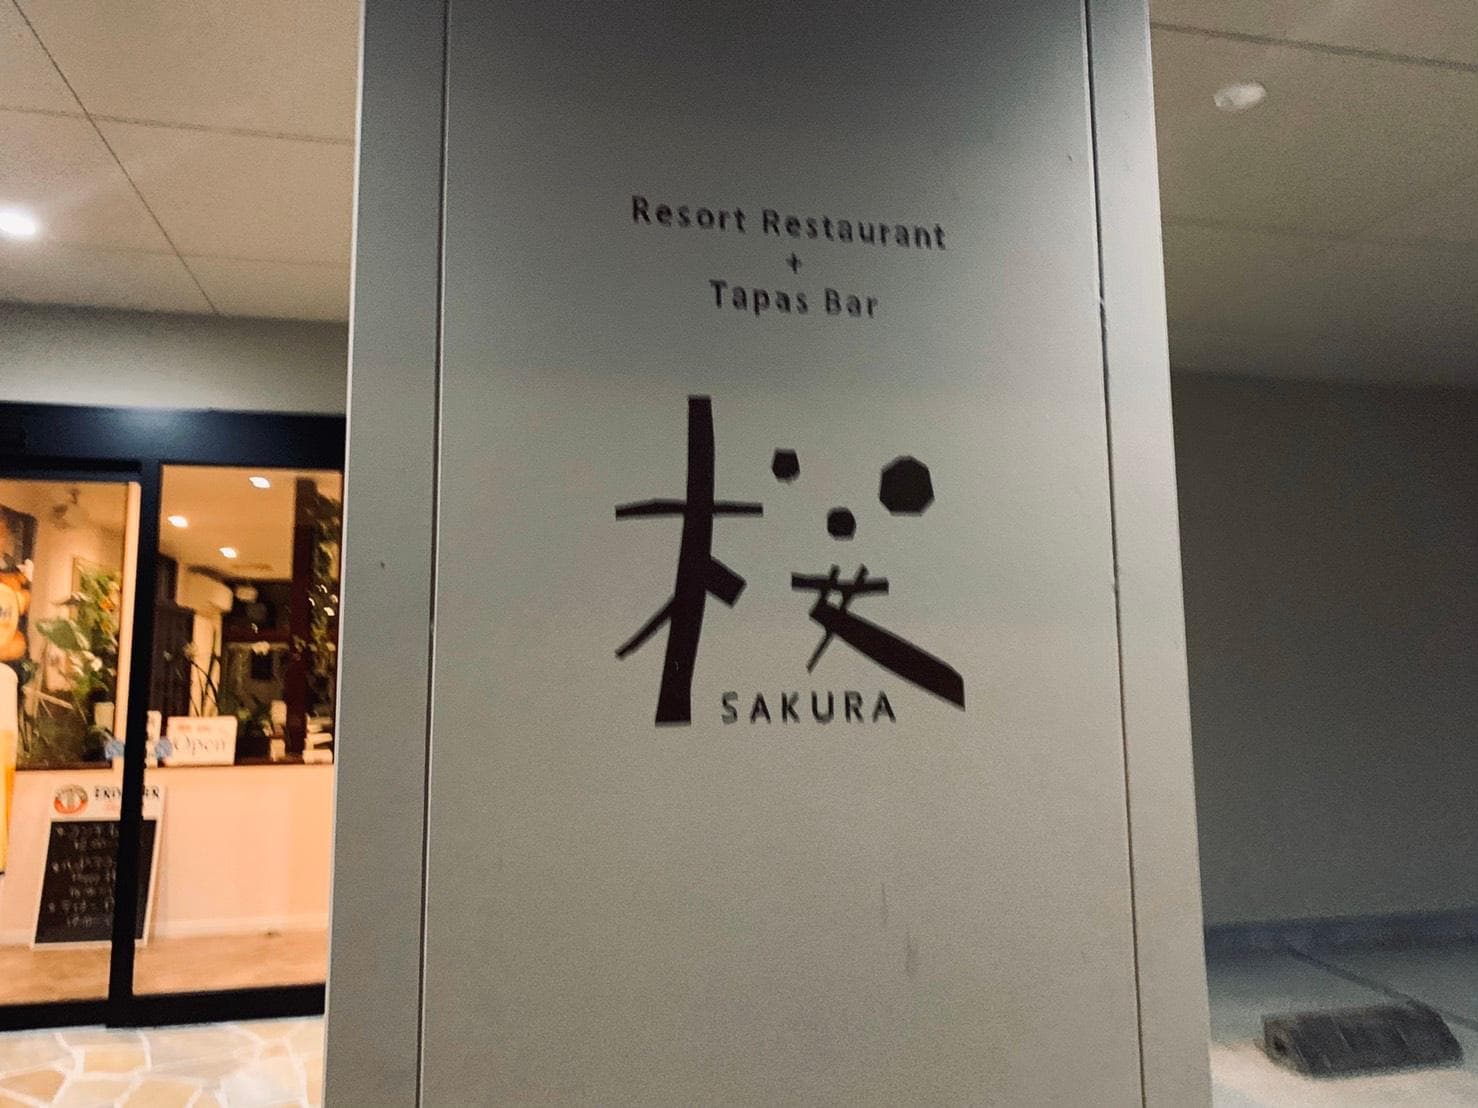 Resort Restaurant
+
Tapas Bar
桜
SAKURA
Open